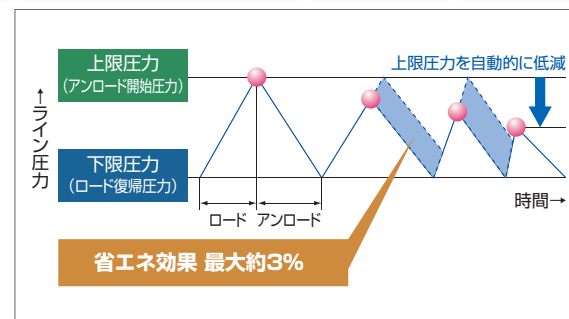 上限圧力
（アンロード開始圧力）
上限圧力を自動的に低減
↑ライン圧力
下限圧力
（ロード復帰圧力）
時間→
ロード
アンロード
省エネ効果 最大約3%